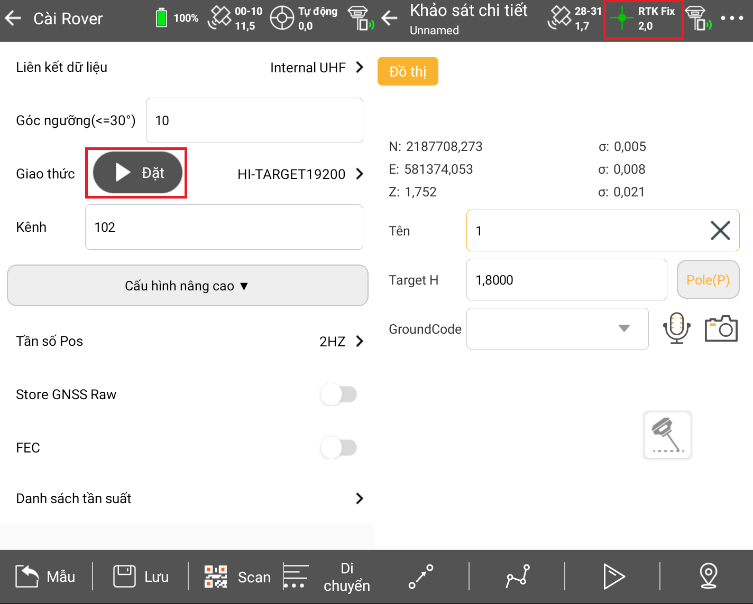 Cài Rover
100%
00-10
11,5
Tự động
0,0
Liên kết dữ liệu
Internal UHF
Góc ngưỡng(<=30°)
10
Giao thức
Đặt
HI-TARGET19200
Kênh
102
Cấu hình nâng cao ▼
Tần số Pos
2HZ
Store GNSS Raw
FEC
Danh sách tần suất
Mẫu
Lưu
Scan
Khảo sát chi tiết
Unnamed
28-31
1,7
RTK Fix
2,0
Đồ thị
N: 2187708,273
σ: 0,005
E: 581374,053
σ: 0,008
Z: 1,752
σ: 0,021
Tên
1
Target H
1,8000
Pole(P)
GroundCode
Di
chuyển